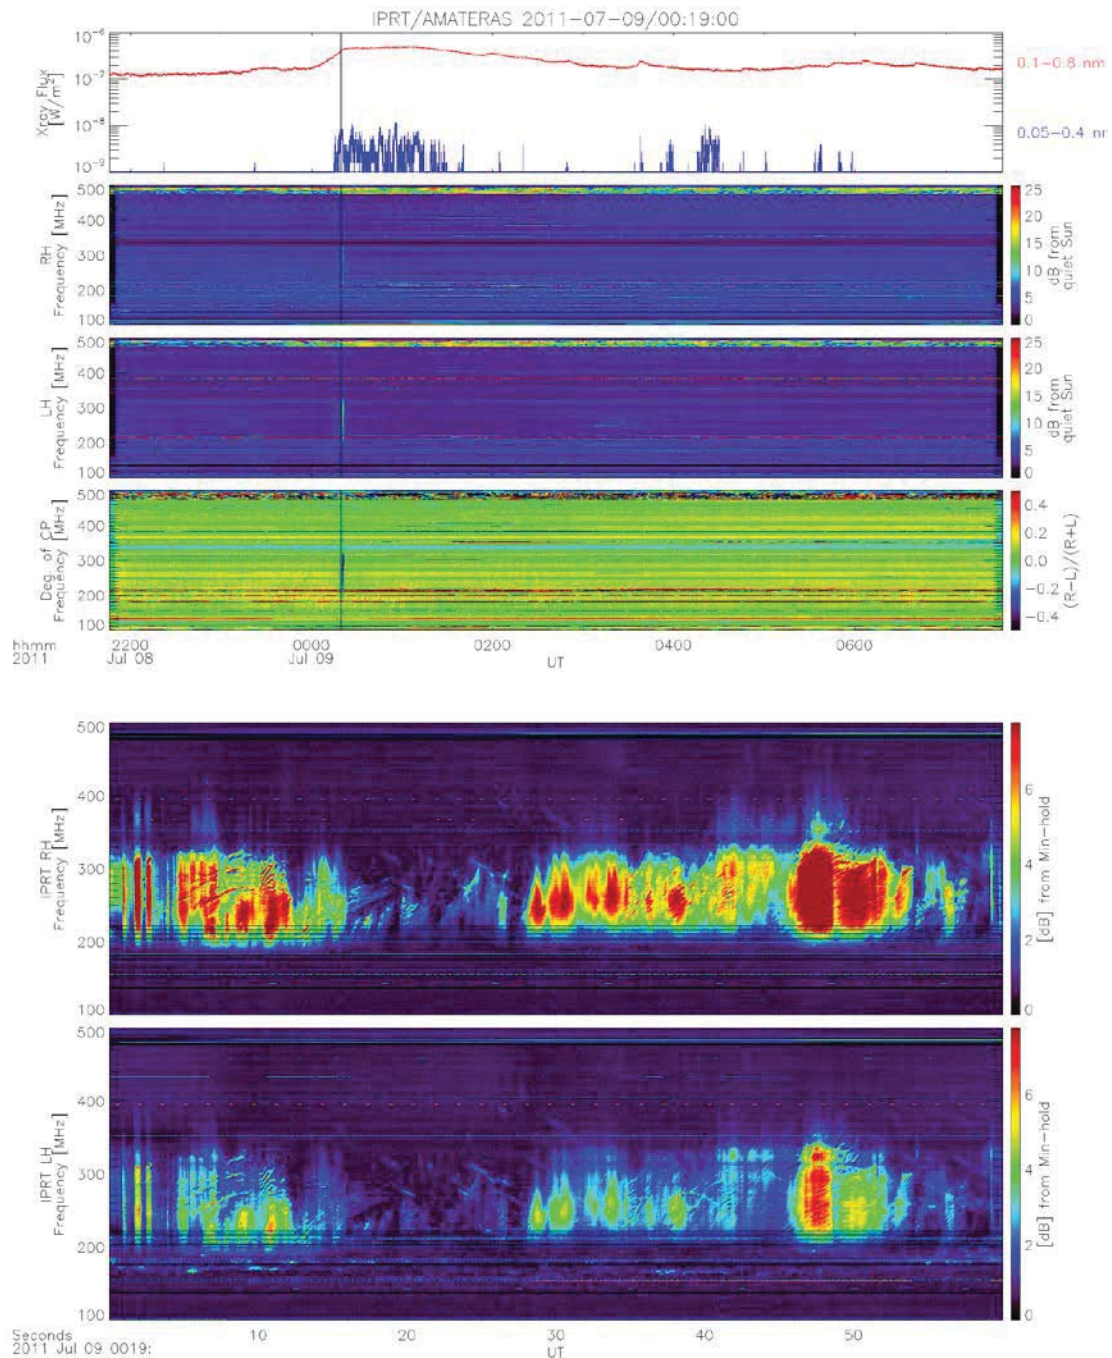 IPRT/AMATERAS 2011-07-09/00:19:00
Xray Flux
[W/m²]
10⁻⁶
10⁻⁷
10⁻⁸
10⁻⁹
0.1-0.8 nm
0.05-0.4 nm
RH
Frequency [MHz]
500
400
300
200
100
25
20
15
10
5
0
dB from
quiet Sun
LH
Frequency [MHz]
500
400
300
200
100
25
20
15
10
5
0
dB from
quiet Sun
Deg. of CP
Frequency [MHz]
500
400
300
200
100
0.4
0.2
0.0
-0.2
-0.4
(R-L)/(R+L)
hhmm
2011
2200
Jul 08
0000
Jul 09
0200
0400
0600
UT
IPRT RH
Frequency [MHz]
500
400
300
200
100
6
4
2
0
[dB] from Min-hold
IPRT LH
Frequency [MHz]
500
400
300
200
100
6
4
2
0
[dB] from Min-hold
Seconds
2011 Jul 09 0019:
10
20
30
40
50
UT